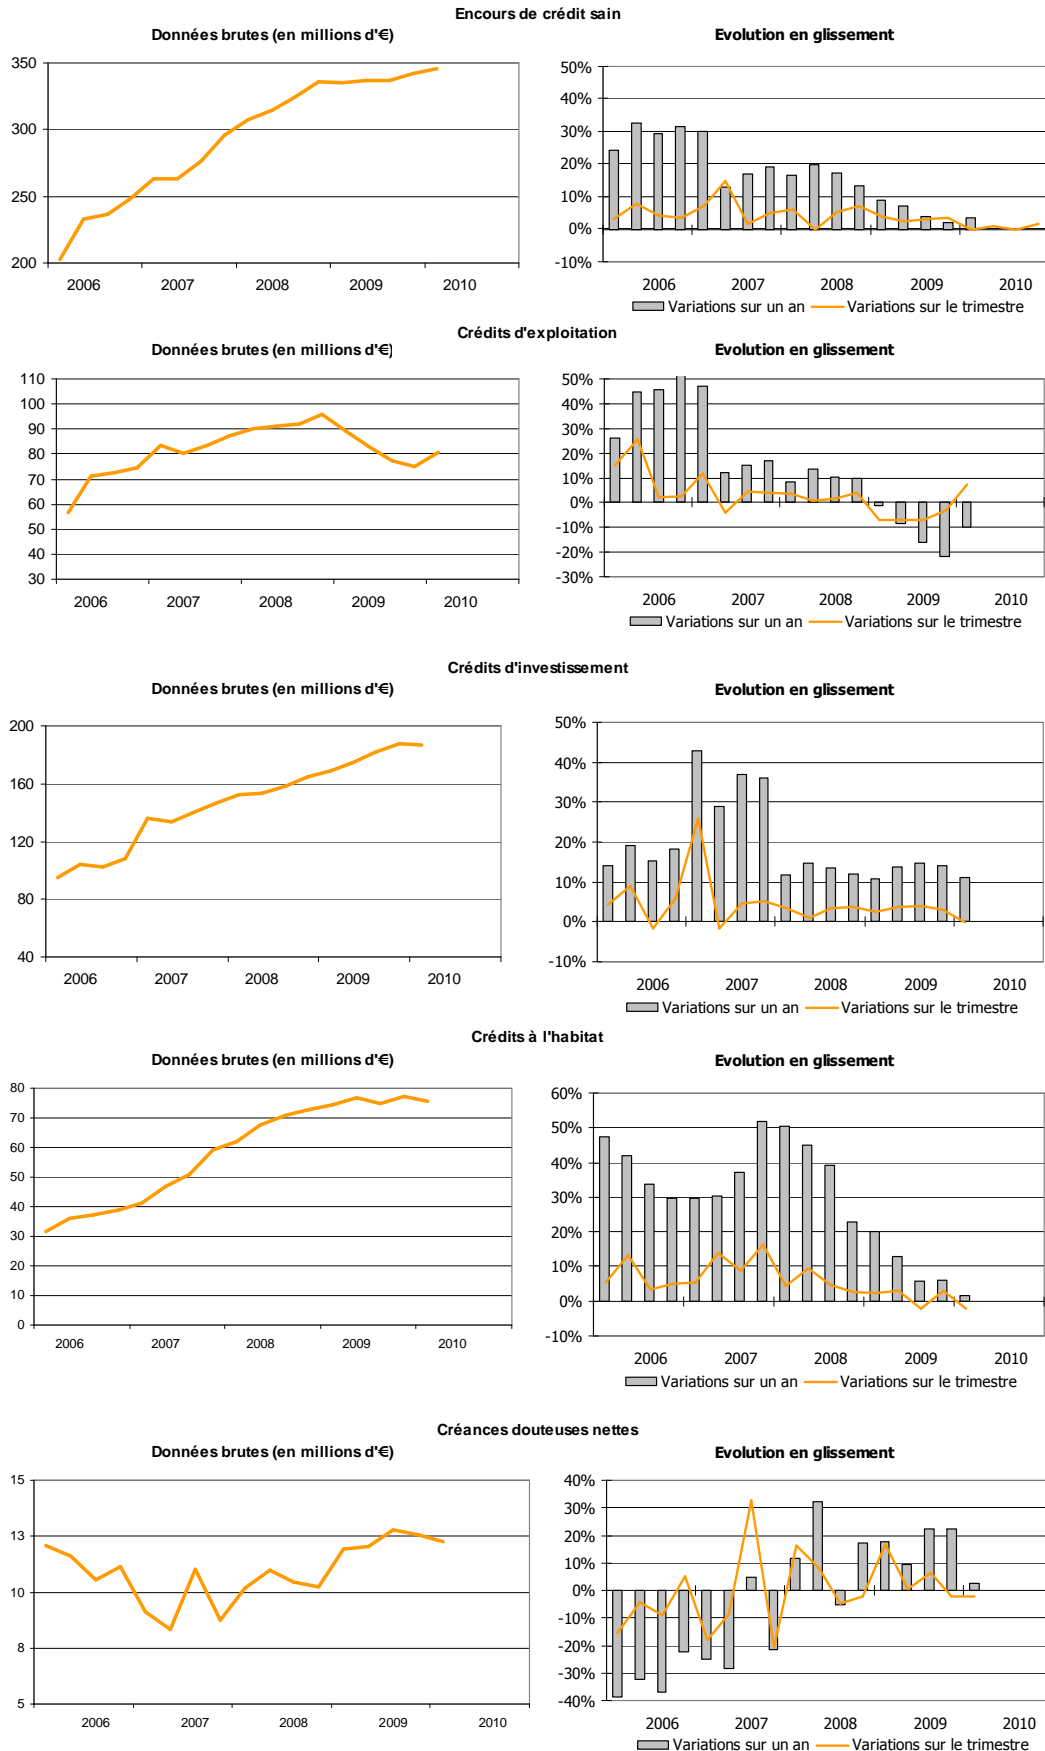 Encours de crédit sain
Données brutes (en millions d'€)
Evolution en glissement
350
300
250
200
2006 2007 2008 2009 2010
50%
40%
30%
20%
10%
0%
-10%
2006 2007 2008 2009 2010
Variations sur un an Variations sur le trimestre
Crédits d'exploitation
Données brutes (en millions d'€)
Evolution en glissement
110
100
90
80
70
60
50
40
30
2006 2007 2008 2009 2010
50%
40%
30%
20%
10%
0%
-10%
-20%
-30%
2006 2007 2008 2009 2010
Variations sur un an Variations sur le trimestre
Crédits d'investissement
Données brutes (en millions d'€)
Evolution en glissement
200
160
120
80
40
2006 2007 2008 2009 2010
50%
40%
30%
20%
10%
0%
-10%
2006 2007 2008 2009 2010
Variations sur un an Variations sur le trimestre
Crédits à l'habitat
Données brutes (en millions d'€)
Evolution en glissement
80
70
60
50
40
30
20
10
0
2006 2007 2008 2009 2010
60%
50%
40%
30%
20%
10%
0%
-10%
2006 2007 2008 2009 2010
Variations sur un an Variations sur le trimestre
Créances douteuses nettes
Données brutes (en millions d'€)
Evolution en glissement
15
13
10
8
5
2006 2007 2008 2009 2010
40%
30%
20%
10%
0%
-10%
-20%
-30%
-40%
2006 2007 2008 2009 2010
Variations sur un an Variations sur le trimestre